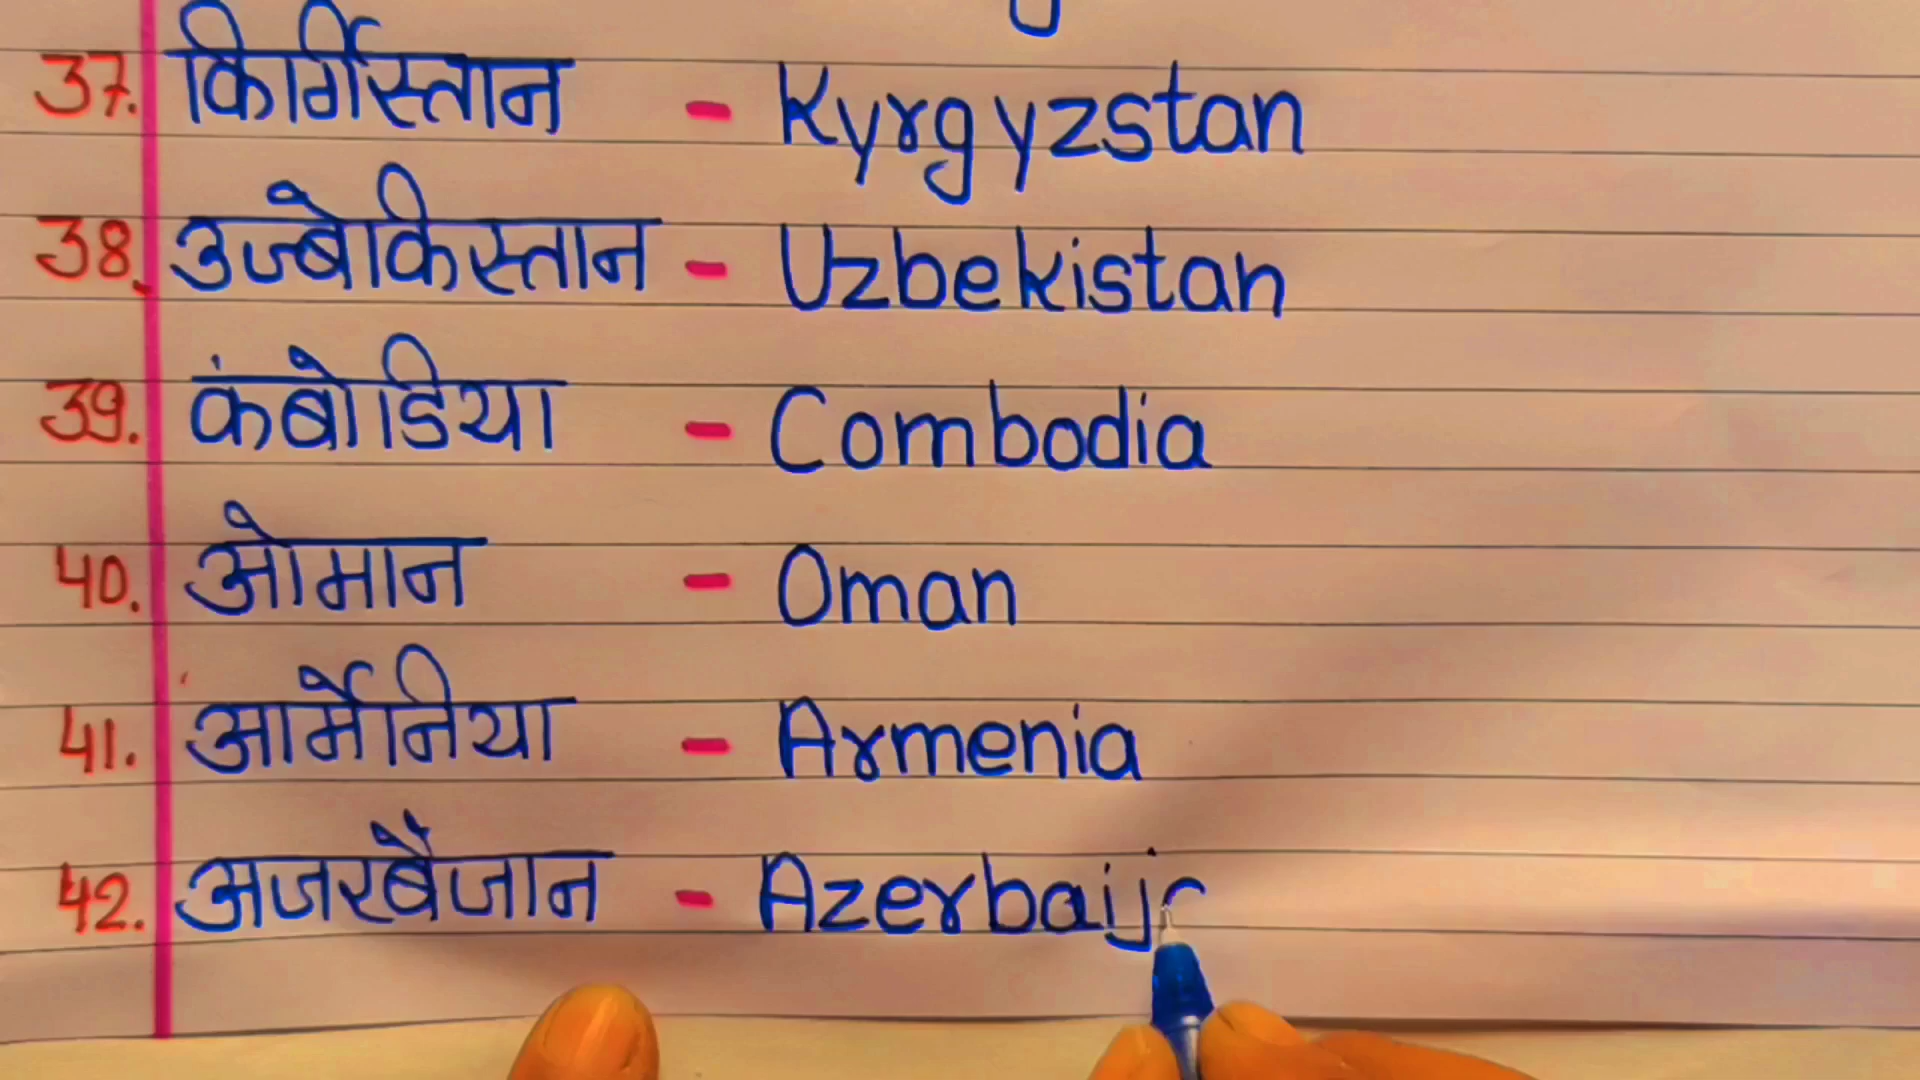 37. किर्गिस्तान - Kyrgyzstan
38. उज्बेकिस्तान - Uzbekistan
39. कंबोडिया - Combodia
40. ओमान - Oman
41. आर्मेनिया - Armenia
42. अजरबैजान - Azerbaij